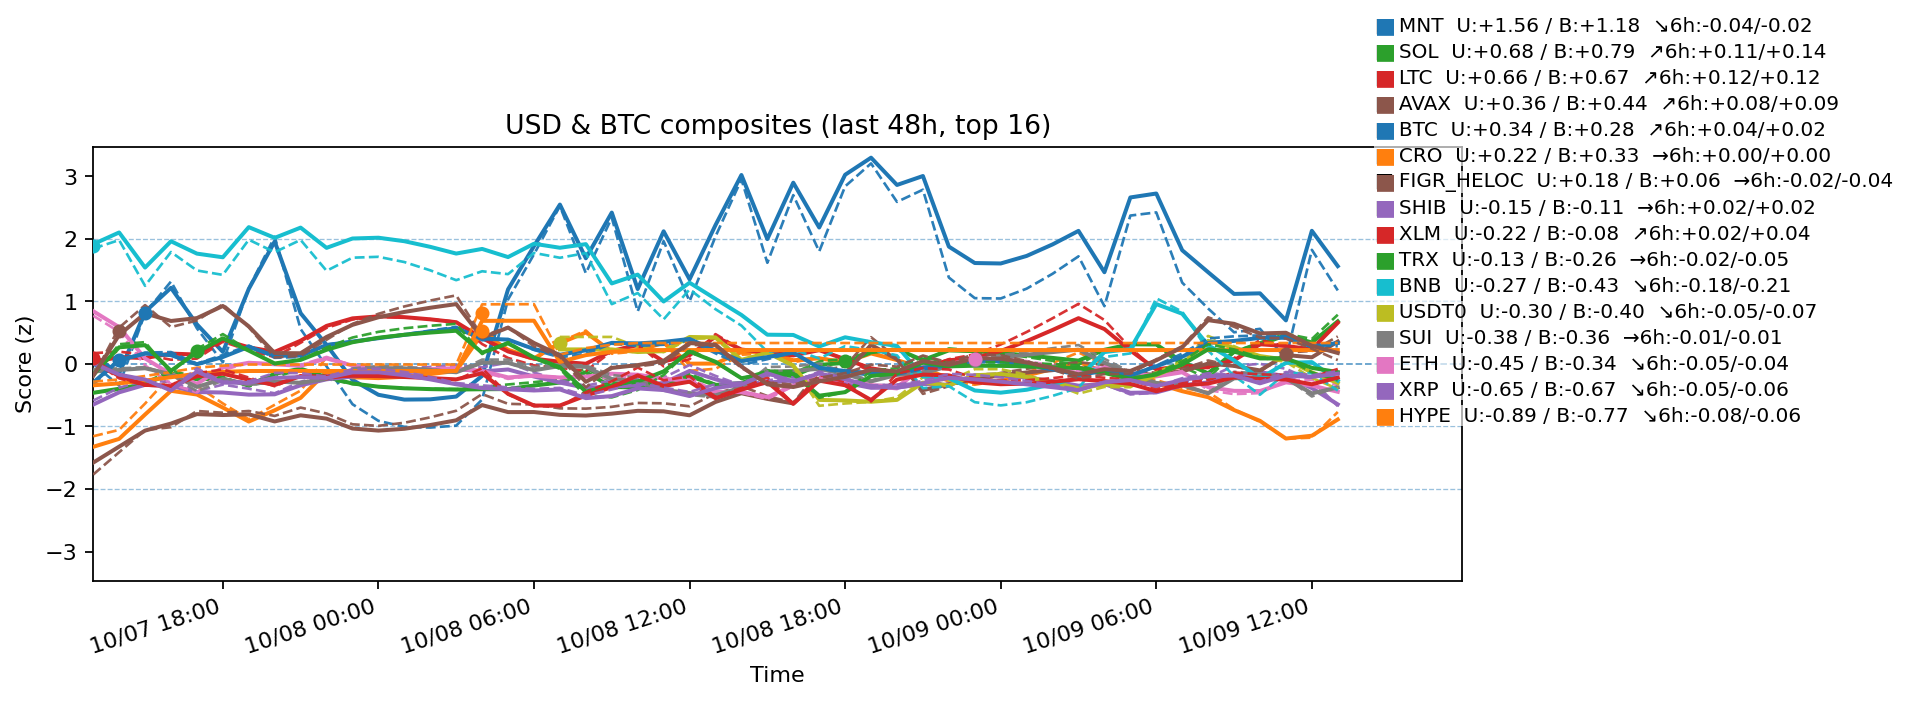 MNT  U:+1.56 / B:+1.18  ↘6h:-0.04/-0.02
SOL  U:+0.68 / B:+0.79  ↗6h:+0.11/+0.14
LTC  U:+0.66 / B:+0.67  ↗6h:+0.12/+0.12
AVAX  U:+0.36 / B:+0.44  ↗6h:+0.08/+0.09
BTC  U:+0.34 / B:+0.28  ↗6h:+0.04/+0.02
CRO  U:+0.22 / B:+0.33  →6h:+0.00/+0.00
FIGR_HELOC  U:+0.18 / B:+0.06  →6h:-0.02/-0.04
SHIB  U:-0.15 / B:-0.11  →6h:+0.02/+0.02
XLM  U:-0.22 / B:-0.08  ↗6h:+0.02/+0.04
TRX  U:-0.13 / B:-0.26  →6h:-0.02/-0.05
BNB  U:-0.27 / B:-0.43  ↘6h:-0.18/-0.21
USDT0  U:-0.30 / B:-0.40  ↘6h:-0.05/-0.07
SUI  U:-0.38 / B:-0.36  →6h:-0.01/-0.01
ETH  U:-0.45 / B:-0.34  ↘6h:-0.05/-0.04
XRP  U:-0.65 / B:-0.67  ↘6h:-0.05/-0.06
HYPE  U:-0.89 / B:-0.77  ↘6h:-0.08/-0.06
USD & BTC composites (last 48h, top 16)
Score (z)
3
2
1
0
−1
−2
−3
10/07 18:00
10/08 00:00
10/08 06:00
10/08 12:00
10/08 18:00
10/09 00:00
10/09 06:00
10/09 12:00
Time